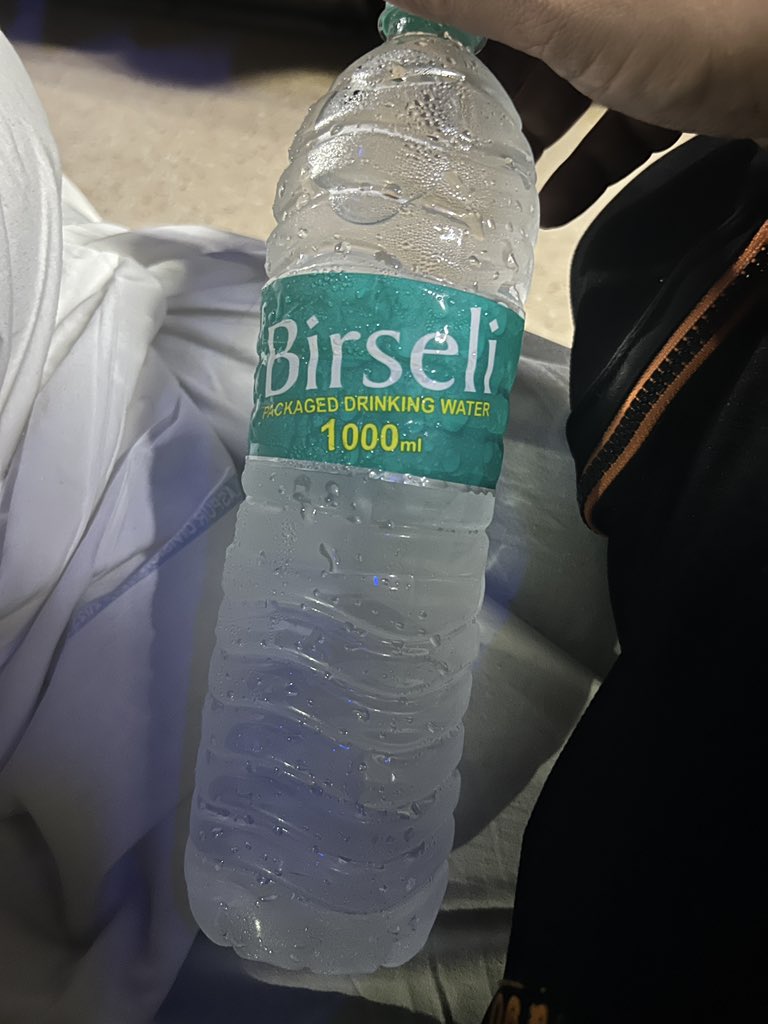 Birseli
PACKAGED DRINKING WATER
1000ml